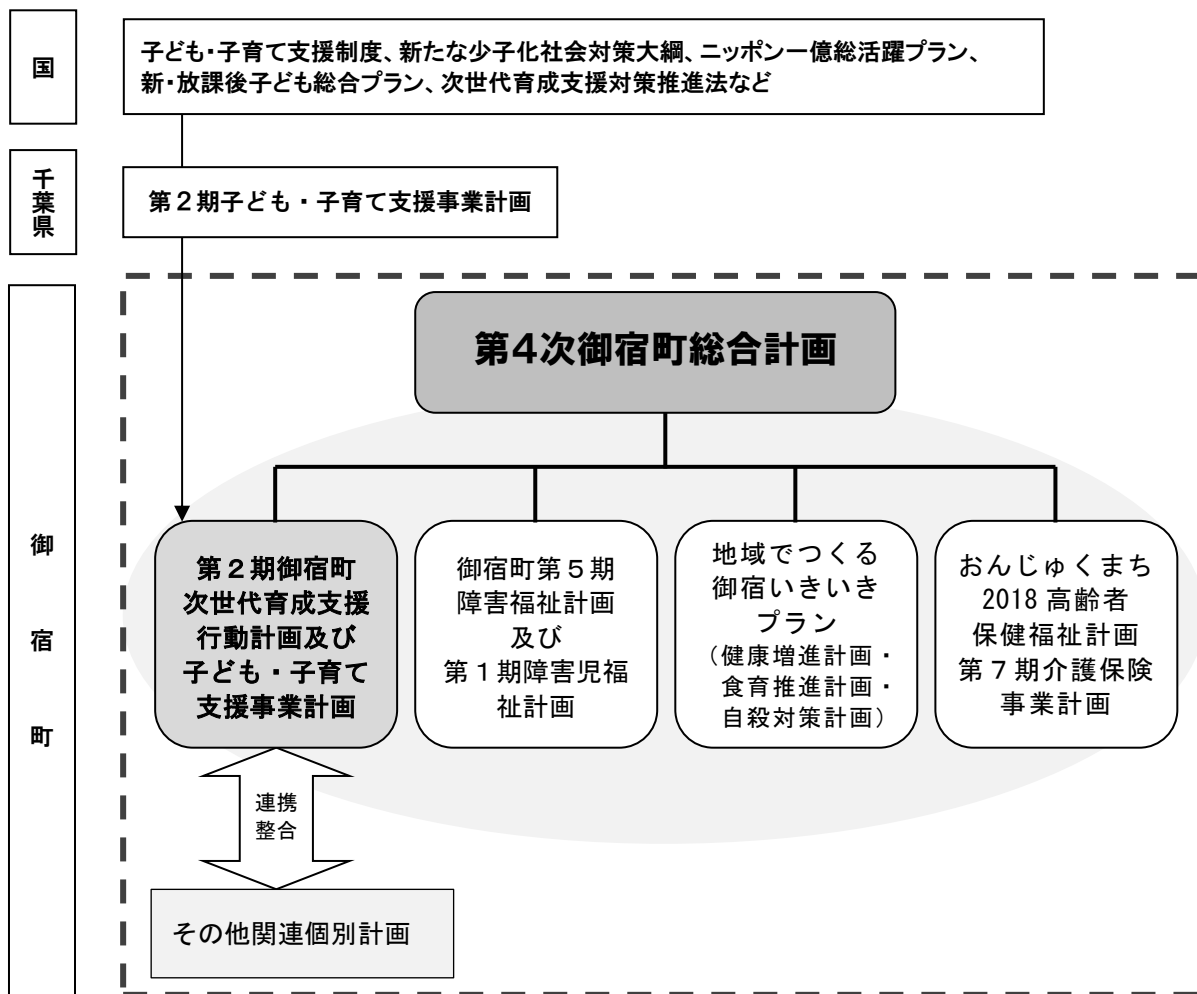 国
子ども・子育て支援制度、新たな少子化社会対策大綱、ニッポン一億総活躍プラン、
新・放課後子ども総合プラン、次世代育成支援対策推進法など
千葉県
第２期子ども・子育て支援事業計画
御宿町
第4次御宿町総合計画
第２期御宿町
次世代育成支援
行動計画及び
子ども・子育て
支援事業計画
御宿町第５期
障害福祉計画
及び
第１期障害児福
祉計画
地域でつくる
御宿いきいき
プラン
（健康増進計画・
食育推進計画・
自殺対策計画）
おんじゅくまち
2018 高齢者
保健福祉計画
第７期介護保険
事業計画
連携
整合
その他関連個別計画